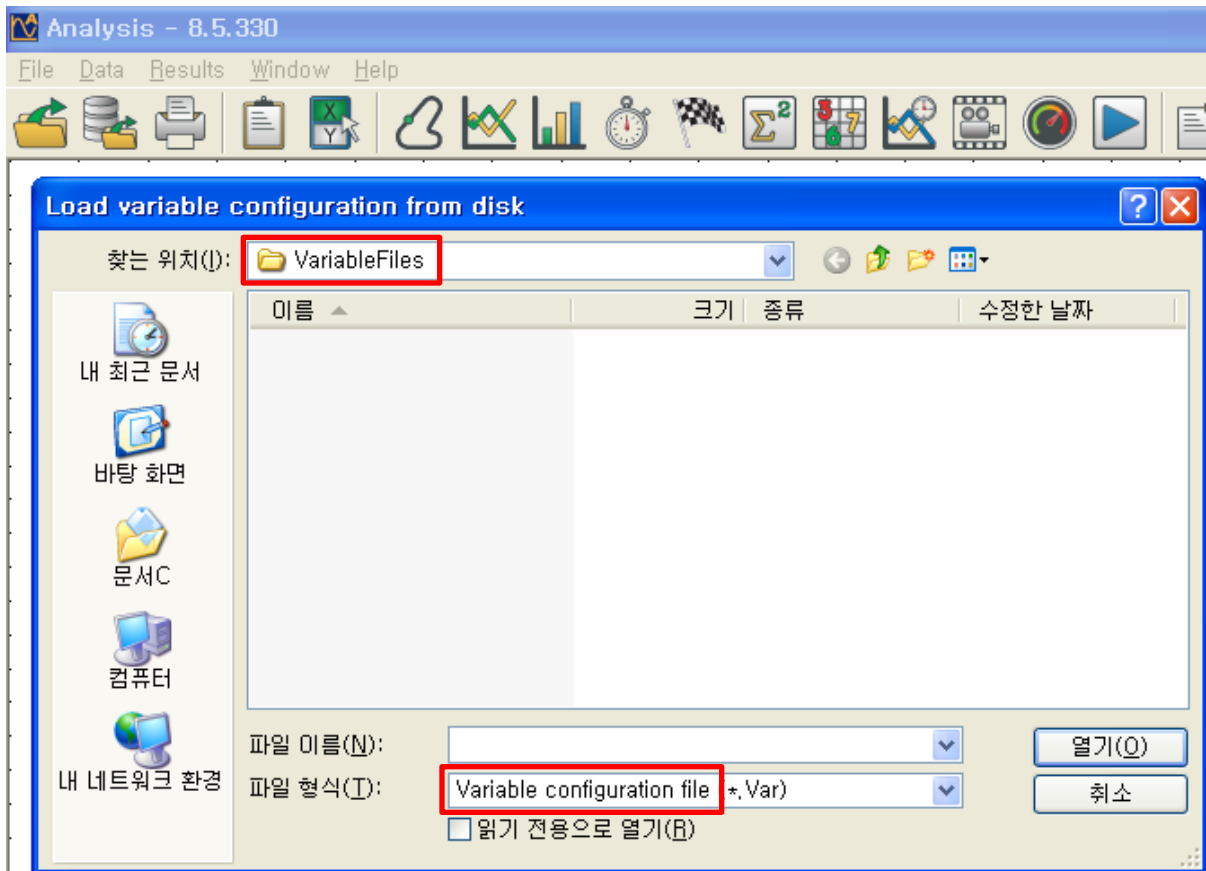 Analysis - 8.5.330
File Data Results Window Help
Load variable configuration from disk
찾는 위치(I): VariableFiles
이름 크기 종류 수정한 날짜
내 최근 문서
바탕 화면
문서C
컴퓨터
내 네트워크 환경
파일 이름(N): 열기(O)
파일 형식(T): Variable configuration file (*.Var) 취소
읽기 전용으로 열기(R)